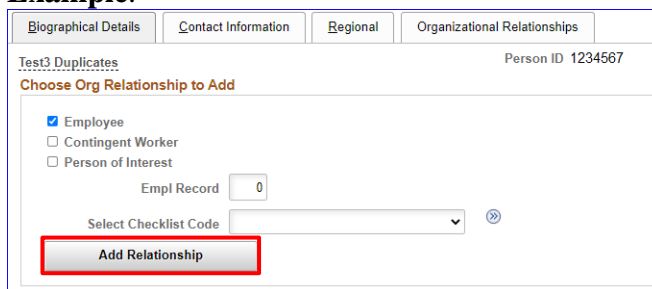 Example:
Biographical Details Contact Information Regional Organizational Relationships
Test3 Duplicates Person ID 1234567
Choose Org Relationship to Add
Employee
Contingent Worker
Person of Interest
Empl Record 0
Select Checklist Code
Add Relationship